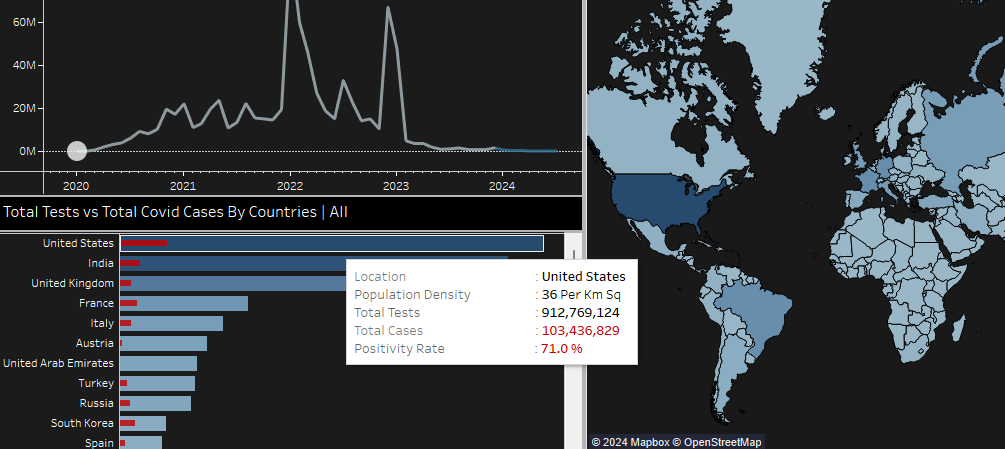 60M
40M
20M
0M
2020 2021 2022 2023 2024
Total Tests vs Total Covid Cases By Countries | All
United States
India
United Kingdom
France
Italy
Austria
United Arab Emirates
Turkey
Russia
South Korea
Spain
Location : United States
Population Density : 36 Per Km Sq
Total Tests : 912,769,124
Total Cases : 103,436,829
Positivity Rate : 71.0 %
© 2024 Mapbox © OpenStreetMap